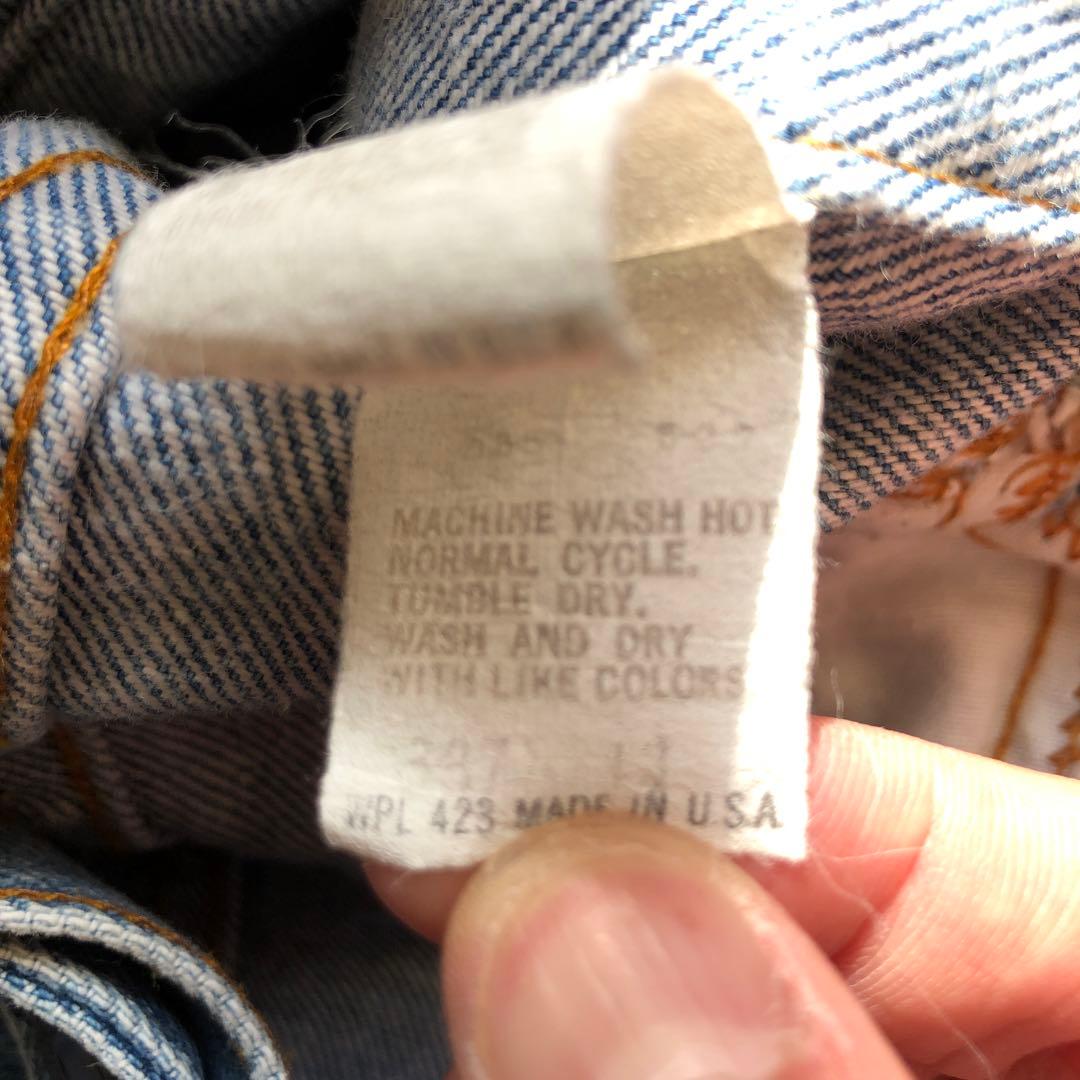 MACHINE WASH HOT
NORMAL CYCLE.
TUMBLE DRY.
WASH AND DRY
WITH LIKE COLORS
WPL 423 MADE IN U.S.A.